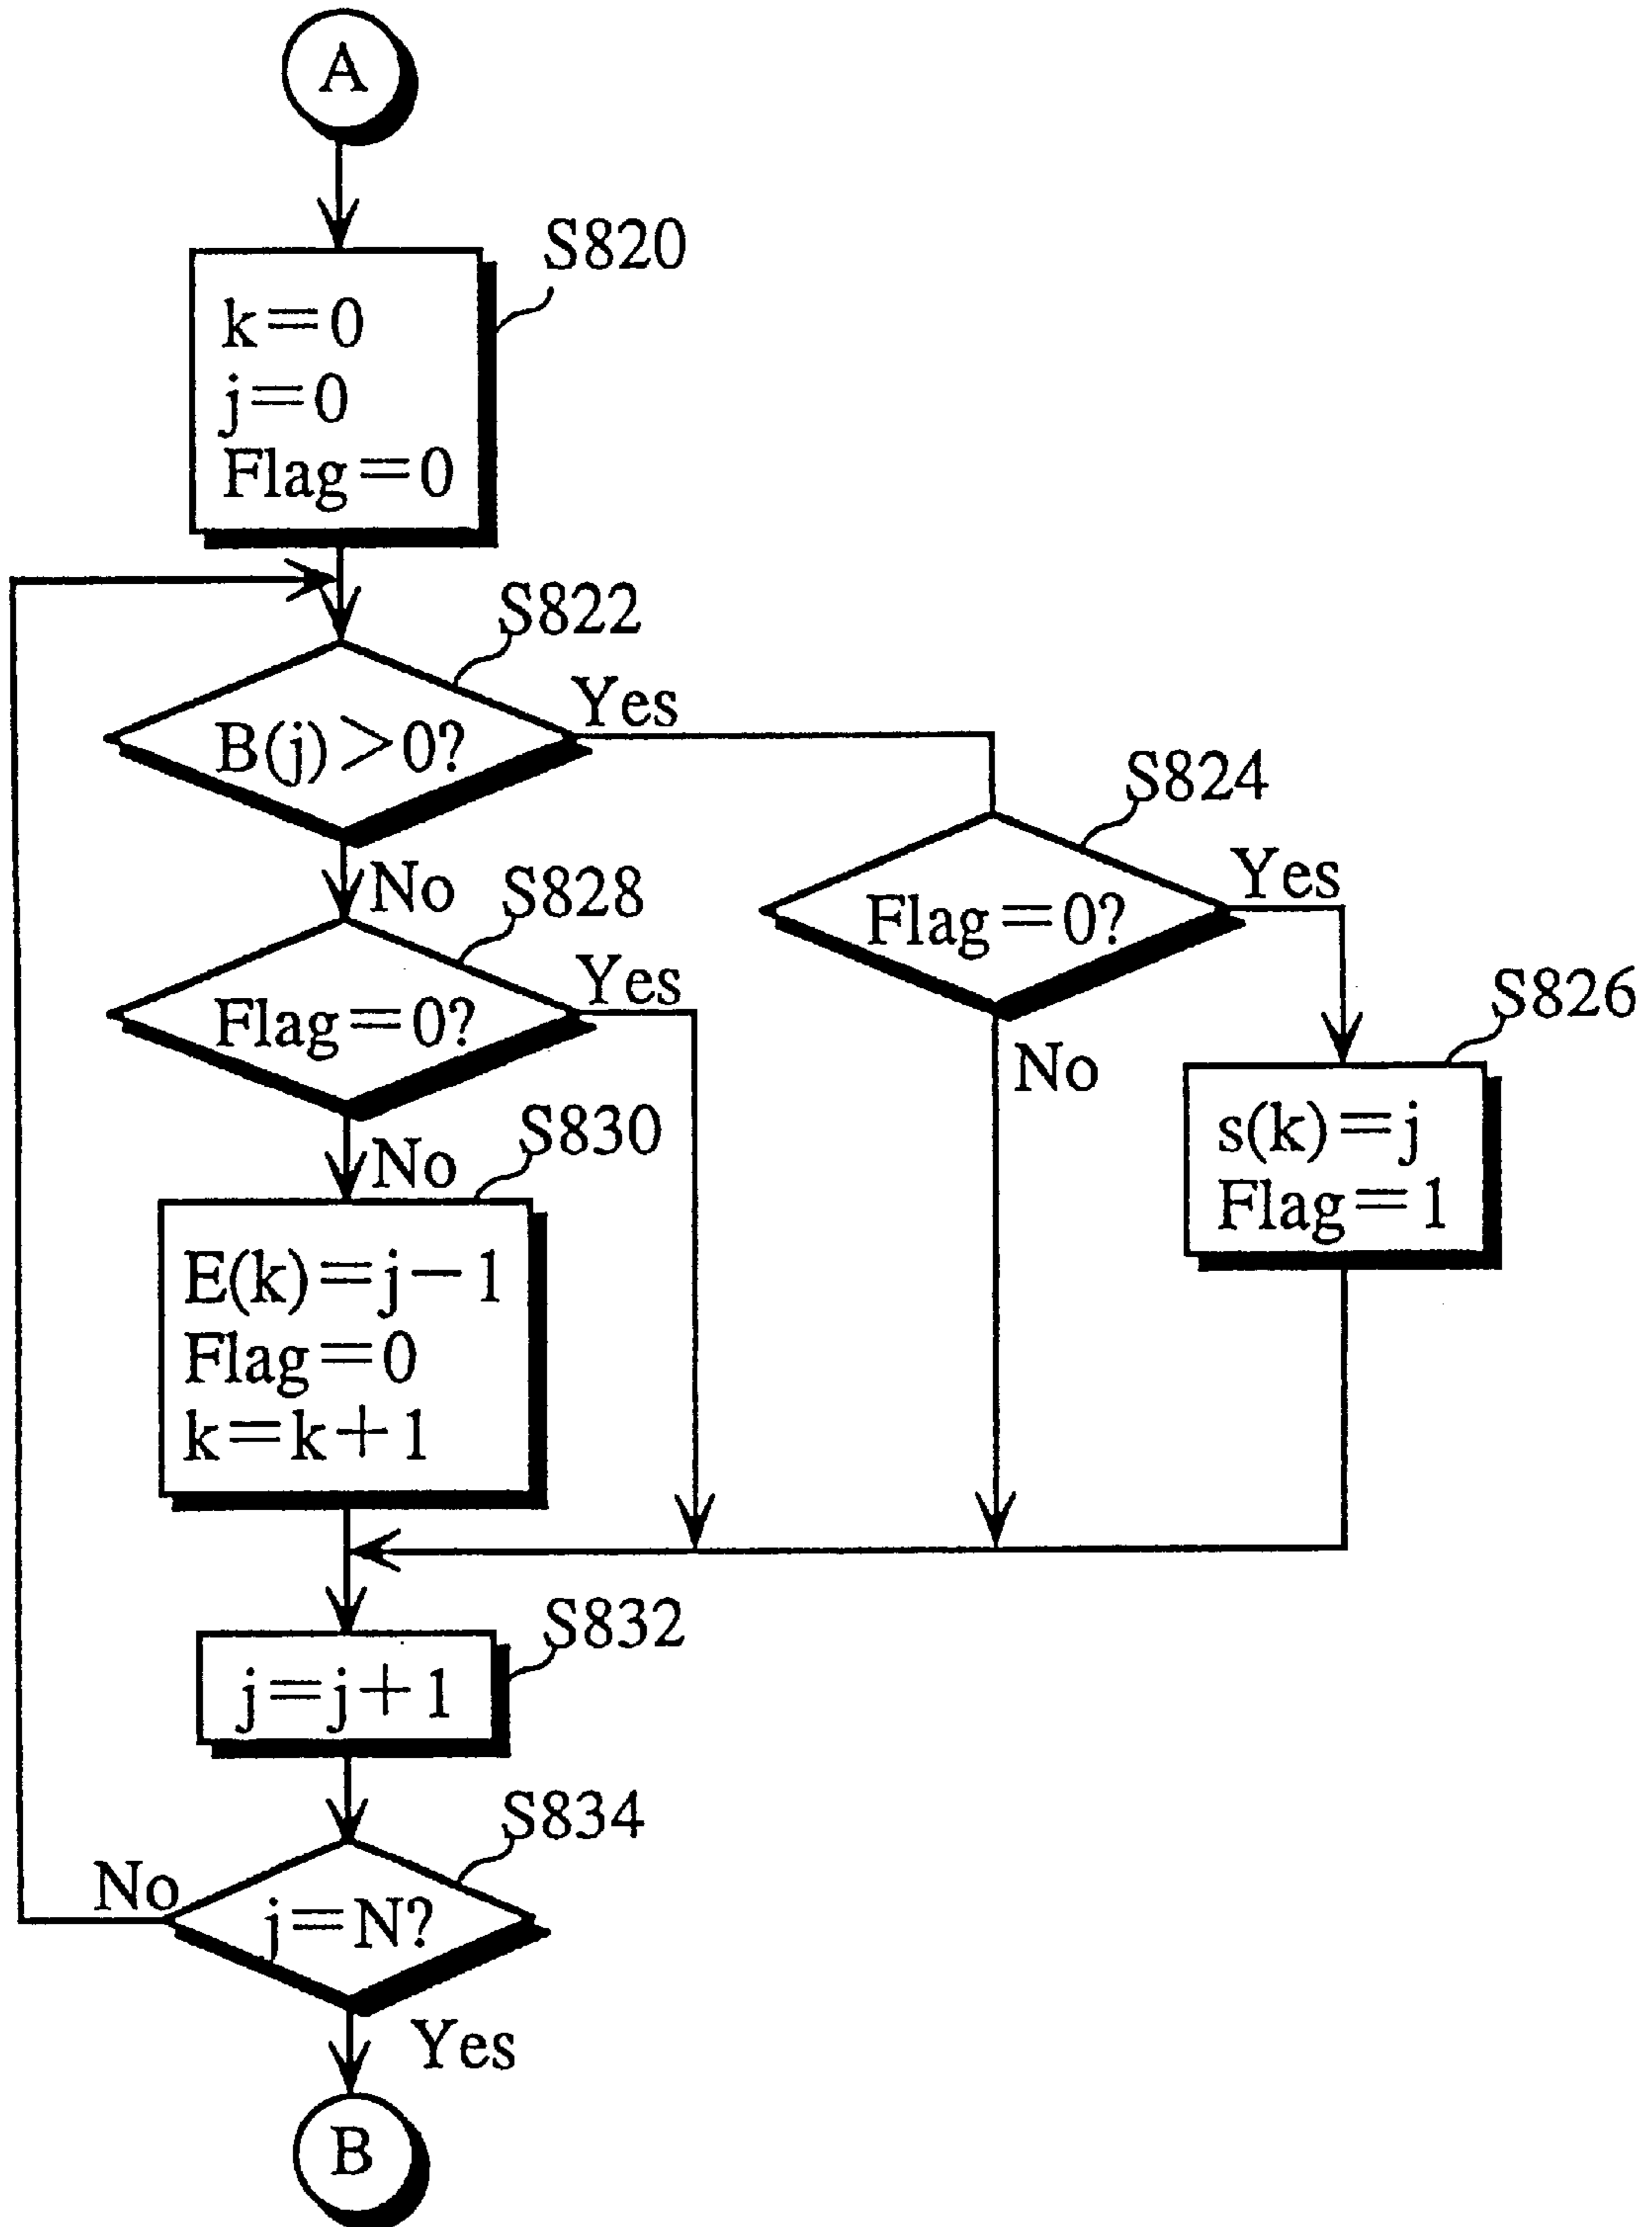 A
S820
k=0
j=0
Flag=0
S822
B(j)>0?
Yes
No
S824
Flag=0?
Yes
No
S826
s(k)=j
Flag=1
S828
Flag=0?
Yes
No
S830
E(k)=j-1
Flag=0
k=k+1
S832
j=j+1
S834
j=N?
No
Yes
B